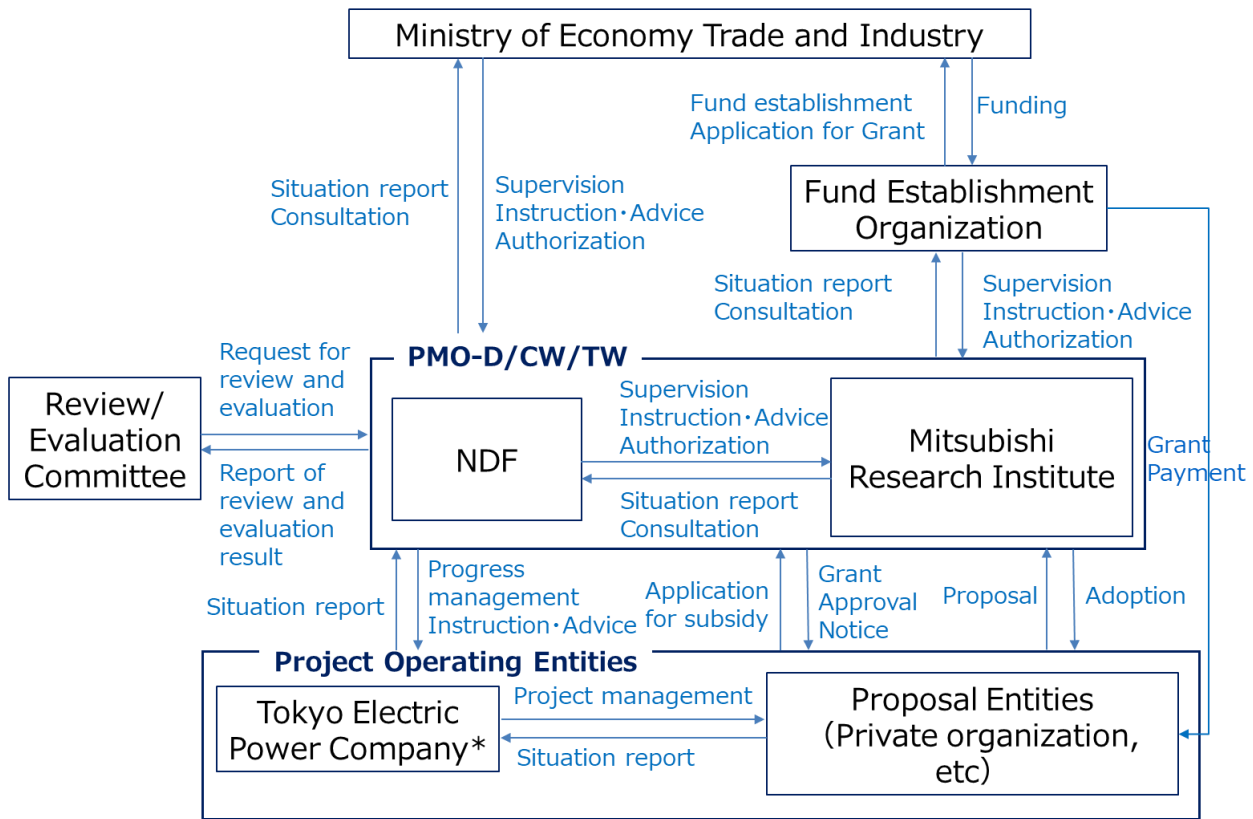 Ministry of Economy Trade and Industry
Fund establishment
Application for Grant
Funding
Situation report
Consultation
Supervision
Instruction・Advice
Authorization
Fund Establishment
Organization
Situation report
Consultation
Supervision
Instruction・Advice
Authorization
PMO-D/CW/TW
Request for
review and
evaluation
Review/
Evaluation
Committee
Report of
review and
evaluation
result
NDF
Supervision
Instruction・Advice
Authorization
Situation report
Consultation
Mitsubishi
Research Institute
Grant
Payment
Situation report
Progress
management
Instruction・Advice
Application
for subsidy
Grant
Approval
Notice
Proposal
Adoption
Project Operating Entities
Tokyo Electric
Power Company*
Project management
Situation report
Proposal Entities
（Private organization,
etc）